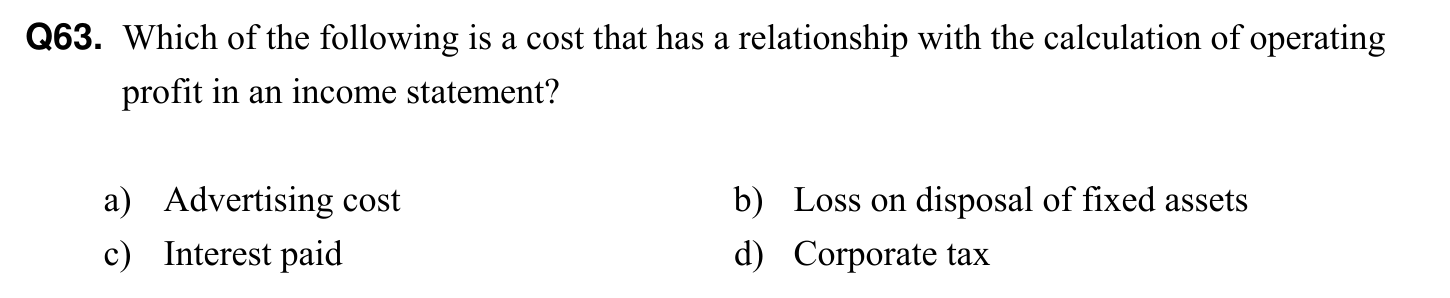 Q63. Which of the following is a cost that has a relationship with the calculation of operating
profit in an income statement?
a) Advertising cost b) Loss on disposal of fixed assets
c) Interest paid d) Corporate tax